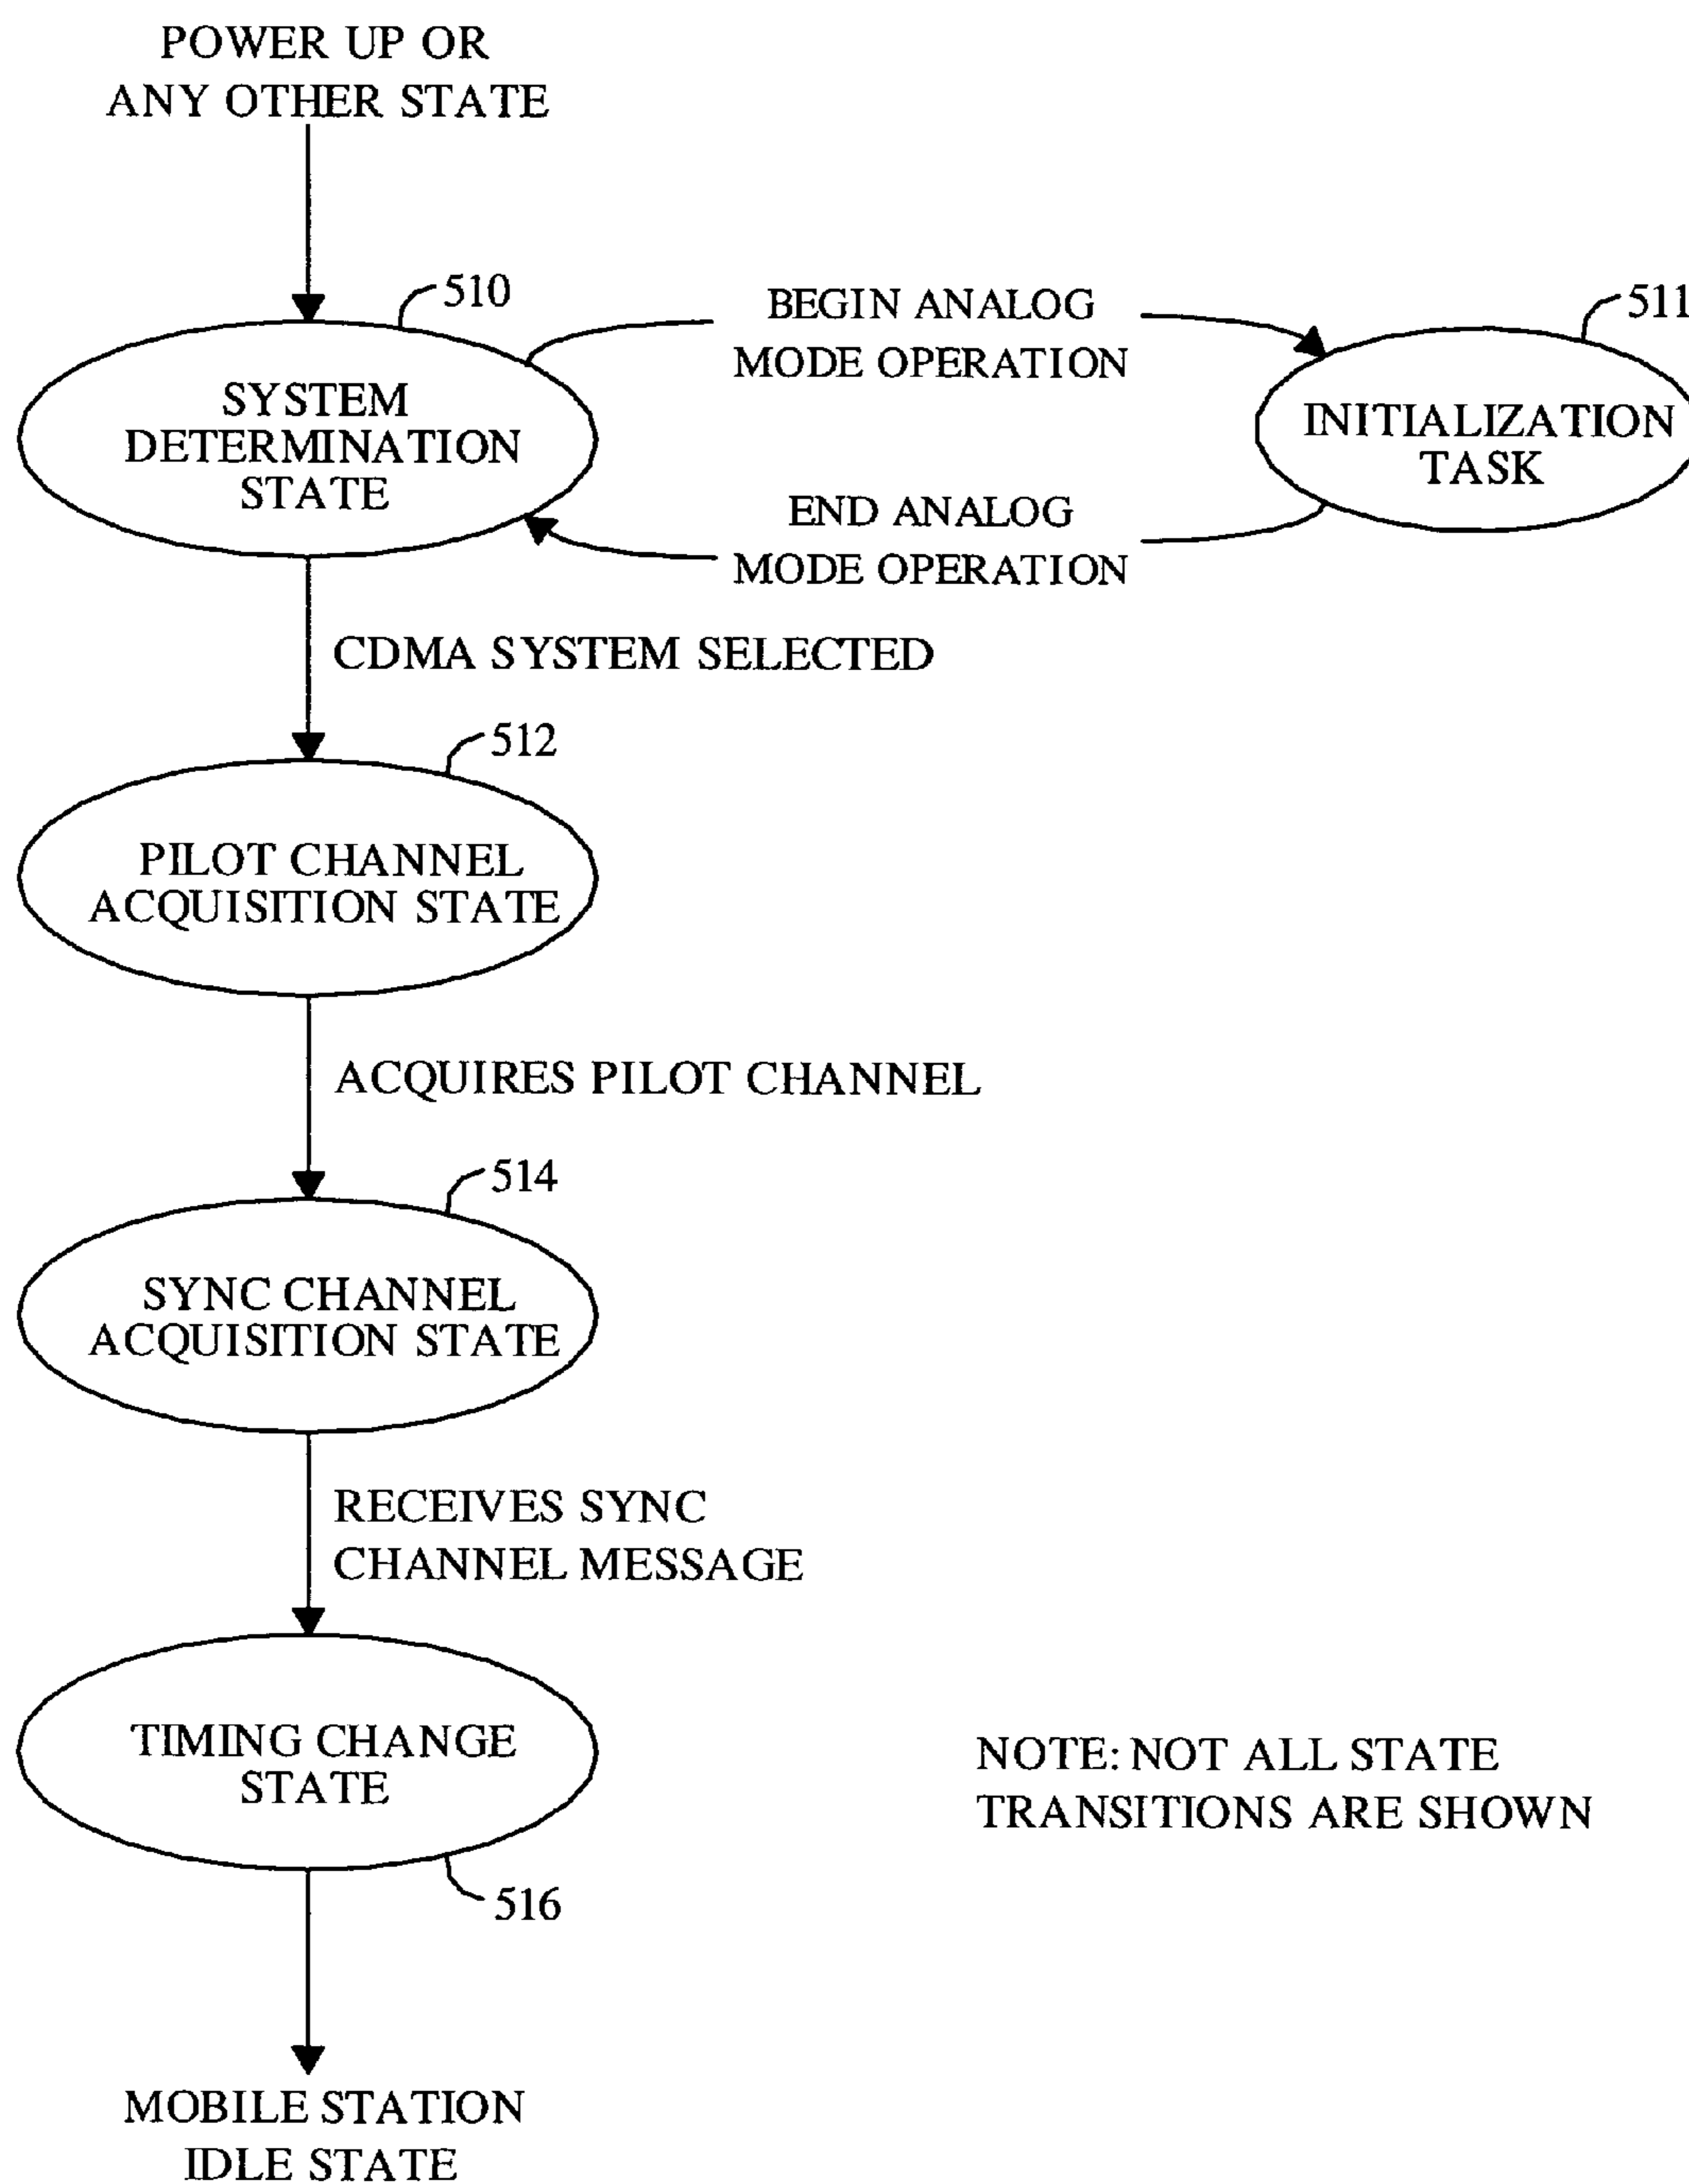 POWER UP OR
ANY OTHER STATE
510
BEGIN ANALOG
MODE OPERATION
511
SYSTEM
DETERMINATION
STATE
INITIALIZATION
TASK
END ANALOG
MODE OPERATION
CDMA SYSTEM SELECTED
512
PILOT CHANNEL
ACQUISITION STATE
ACQUIRES PILOT CHANNEL
514
SYNC CHANNEL
ACQUISITION STATE
RECEIVES SYNC
CHANNEL MESSAGE
TIMING CHANGE
STATE
NOTE: NOT ALL STATE
TRANSITIONS ARE SHOWN
516
MOBILE STATION
IDLE STATE